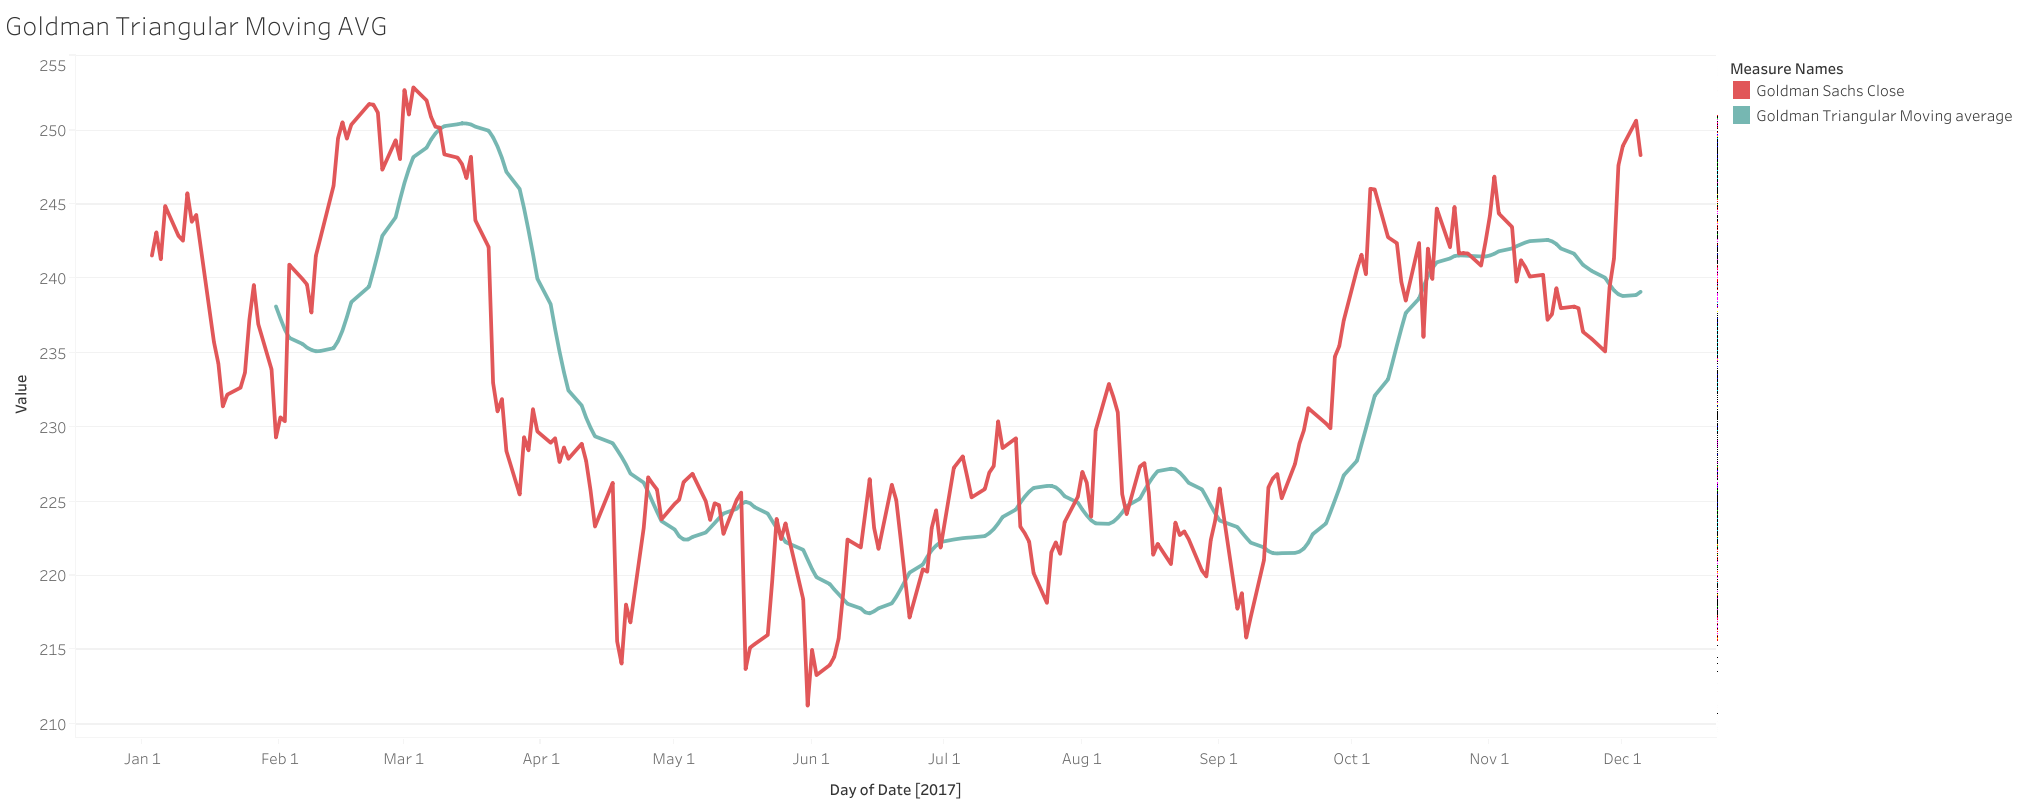 Goldman Triangular Moving AVG
Measure Names
Goldman Sachs Close
Goldman Triangular Moving average
255
250
245
240
235
230
225
220
215
210
Value
Jan 1 Feb 1 Mar 1 Apr 1 May 1 Jun 1 Jul 1 Aug 1 Sep 1 Oct 1 Nov 1 Dec 1
Day of Date [2017]